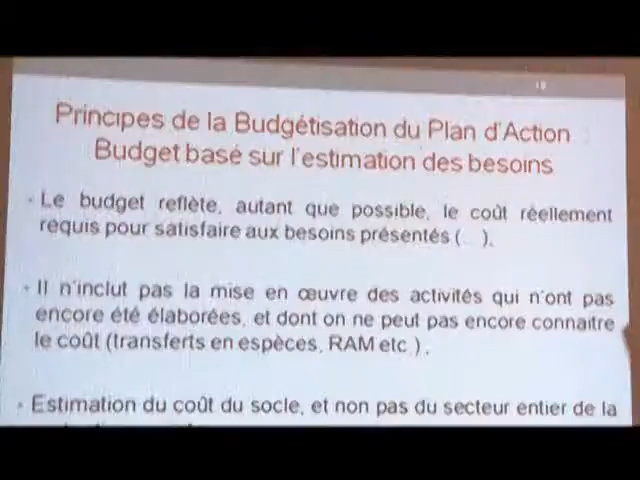 18
Principes de la Budgétisation du Plan d'Action
Budget basé sur l'estimation des besoins
• Le budget reflète, autant que possible, le coût réellement
requis pour satisfaire aux besoins présentés (...).
• Il n'inclut pas la mise en œuvre des activités qui n'ont pas
encore été élaborées, et dont on ne peut pas encore connaitre
le coût (transferts en espèces, RAM etc.).
• Estimation du coût du socle, et non pas du secteur entier de la